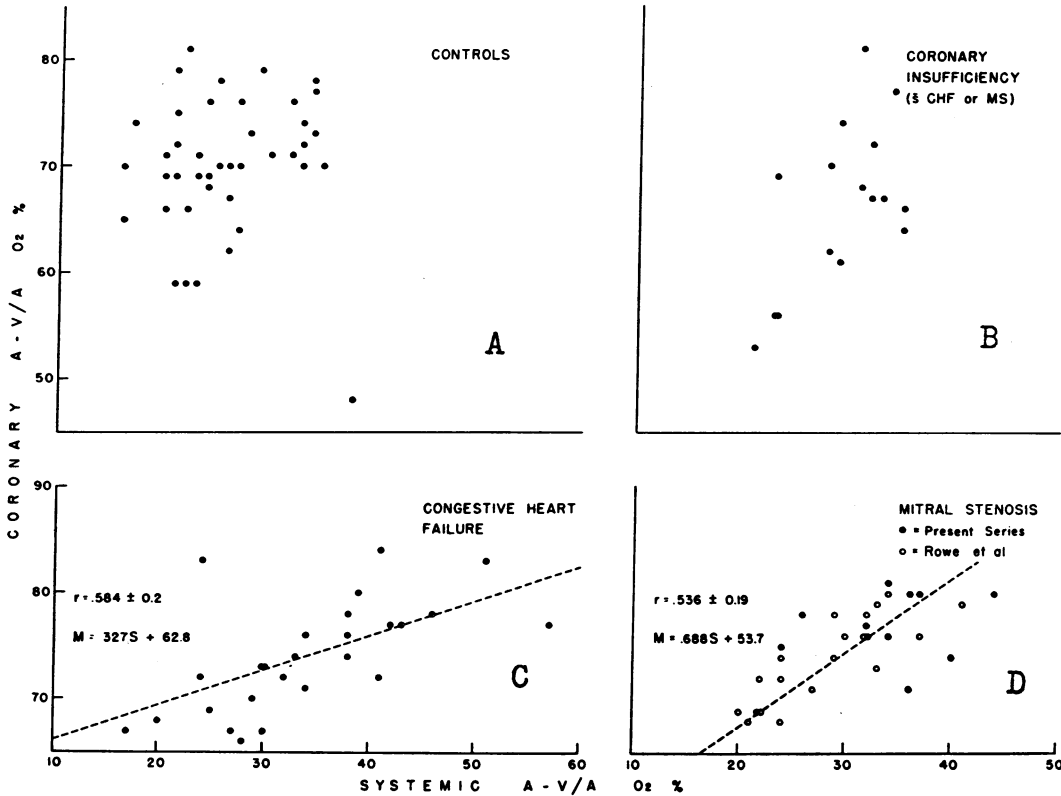 CONTROLS
CORONARY
INSUFFICIENCY
(s̄ CHF or MS)
80
70
60
50
A
B
CORONARY A-V/A O₂ %
90
80
70
CONGESTIVE HEART
FAILURE
r=.584 ± 0.2
M = .327S + 62.8
C
MITRAL STENOSIS
● = Present Series
○ = Rowe et al
r=.536 ± 0.19
M=.688S + 53.7
D
10 20 30 40 50 60
10 20 30 40 50
SYSTEMIC A-V/A O₂ %